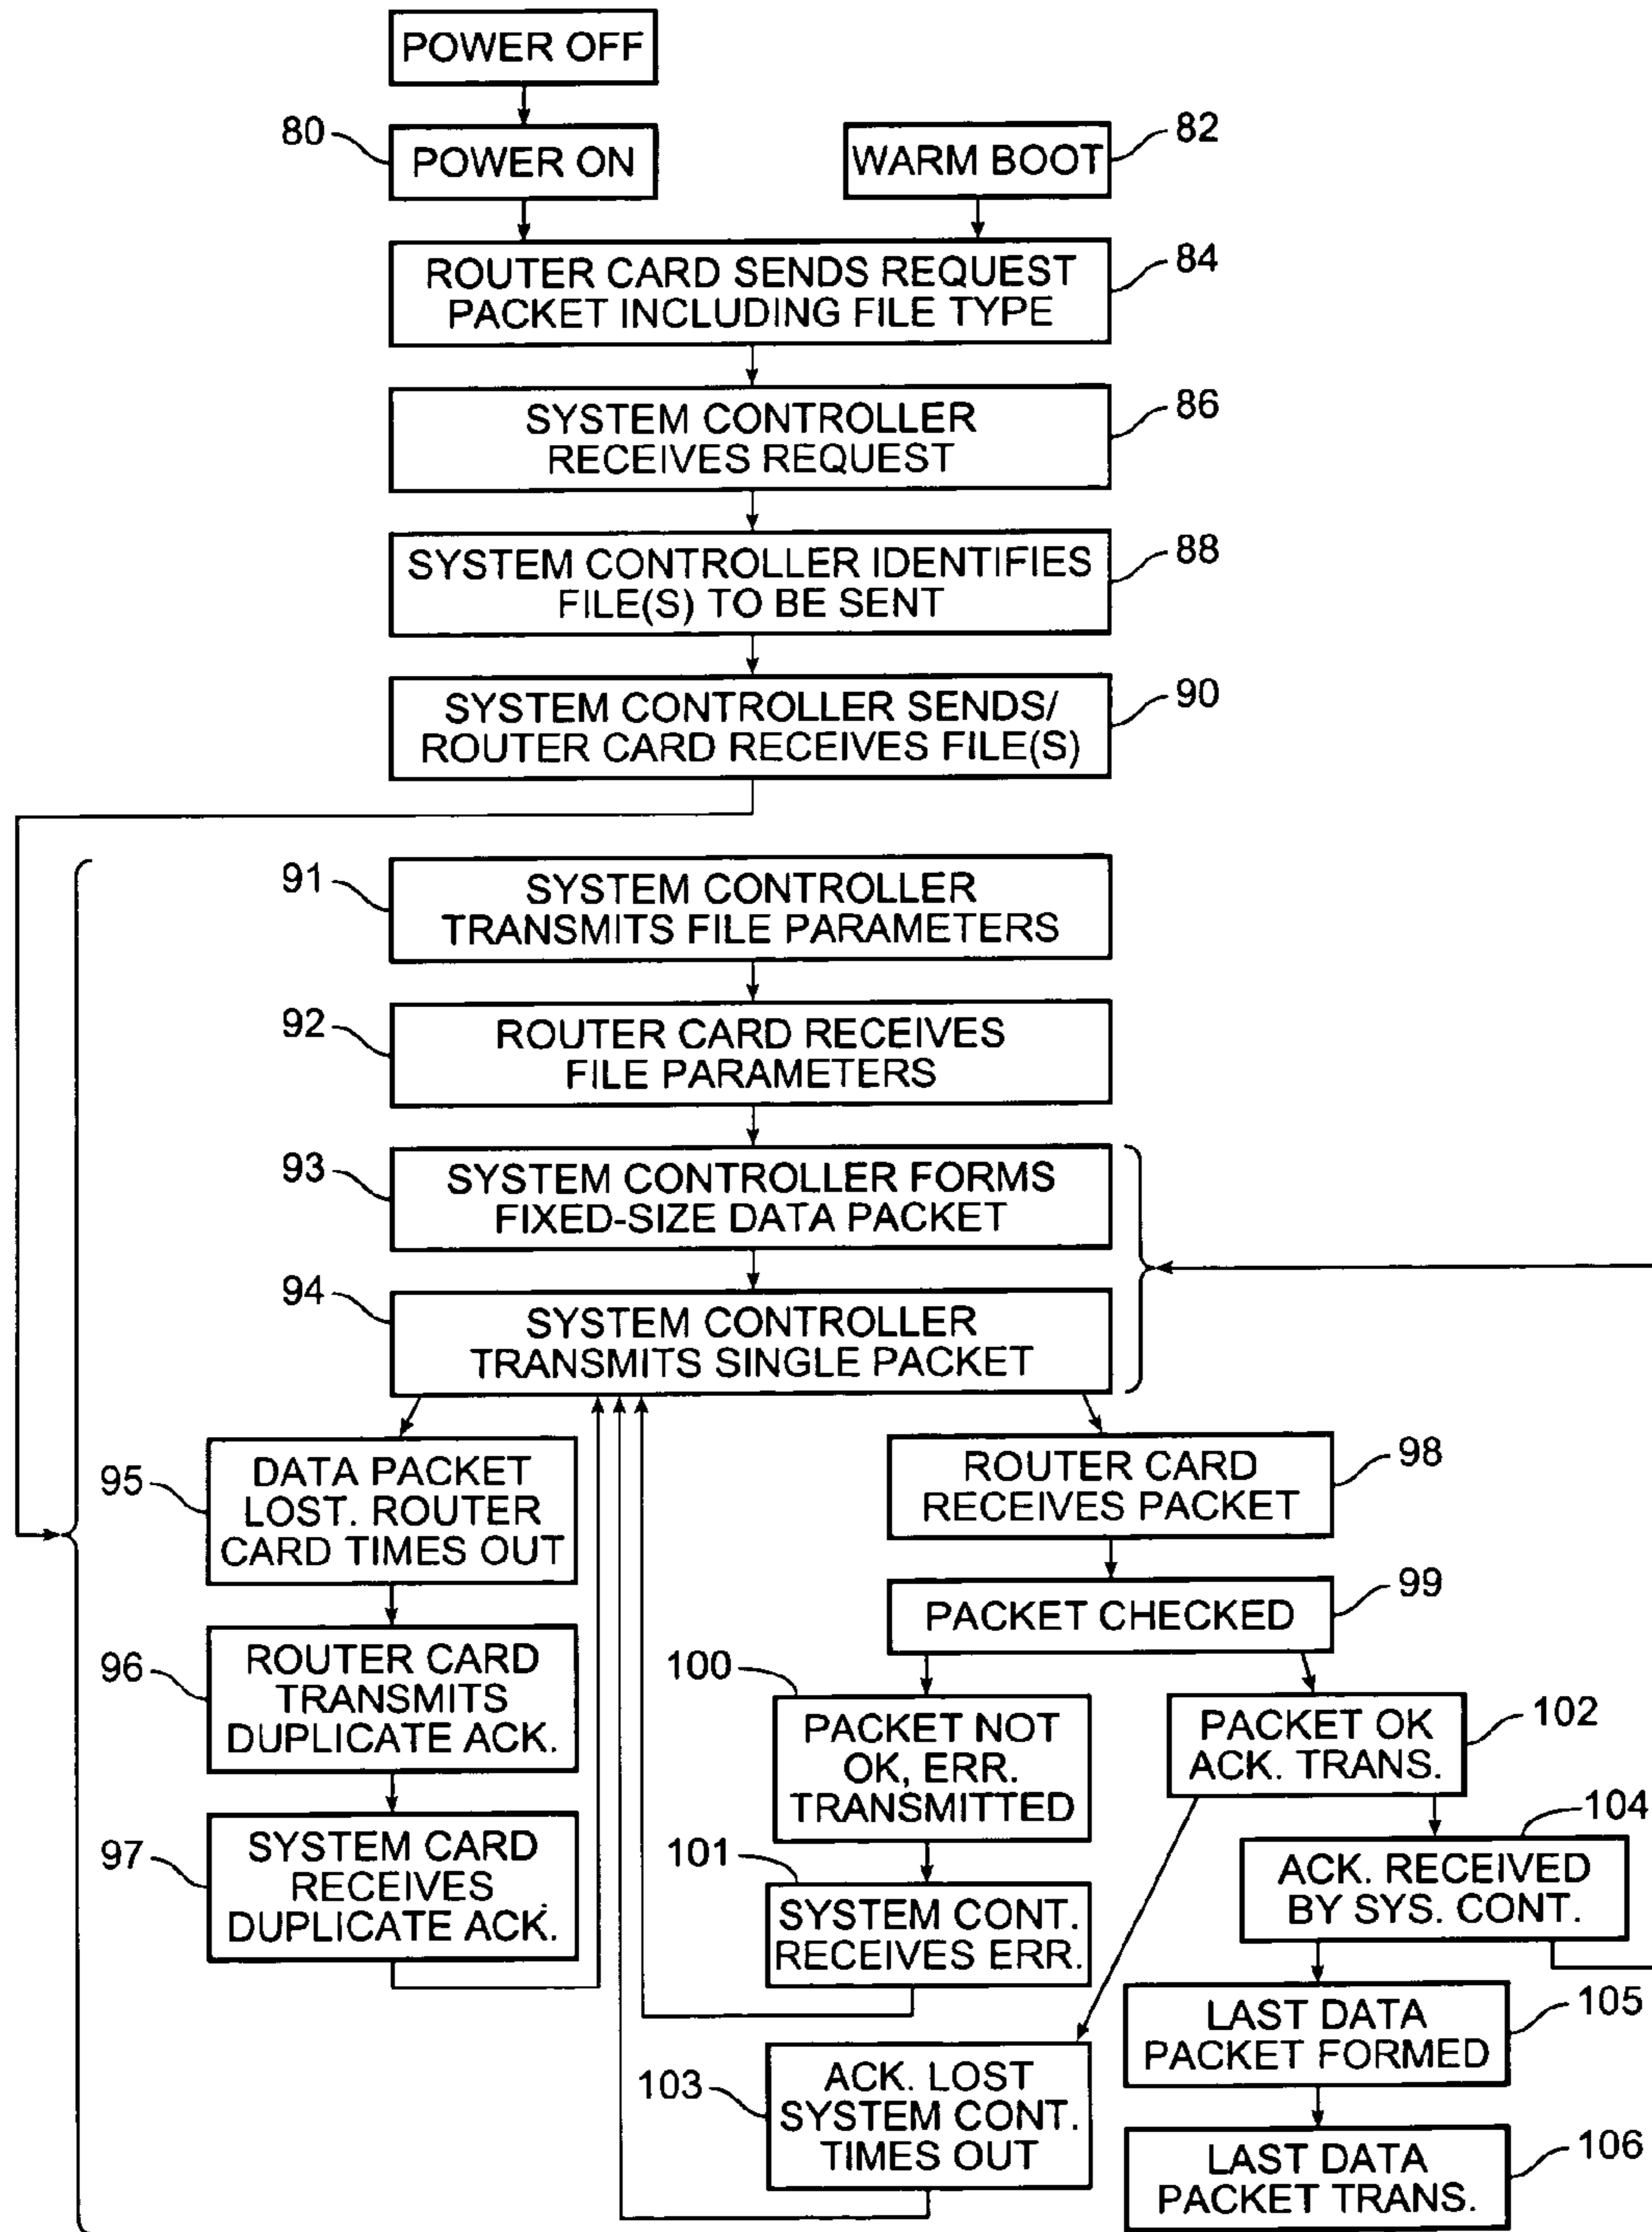 POWER OFF
80
POWER ON
82
WARM BOOT
84
ROUTER CARD SENDS REQUEST
PACKET INCLUDING FILE TYPE
86
SYSTEM CONTROLLER
RECEIVES REQUEST
88
SYSTEM CONTROLLER IDENTIFIES
FILE(S) TO BE SENT
90
SYSTEM CONTROLLER SENDS/
ROUTER CARD RECEIVES FILE(S)
91
SYSTEM CONTROLLER
TRANSMITS FILE PARAMETERS
92
ROUTER CARD RECEIVES
FILE PARAMETERS
93
SYSTEM CONTROLLER FORMS
FIXED-SIZE DATA PACKET
94
SYSTEM CONTROLLER
TRANSMITS SINGLE PACKET
95
DATA PACKET
LOST. ROUTER
CARD TIMES OUT
96
ROUTER CARD
TRANSMITS
DUPLICATE ACK.
97
SYSTEM CARD
RECEIVES
DUPLICATE ACK.
98
ROUTER CARD
RECEIVES PACKET
99
PACKET CHECKED
100
PACKET NOT
OK, ERR.
TRANSMITTED
101
SYSTEM CONT.
RECEIVES ERR.
102
PACKET OK
ACK. TRANS.
103
ACK. LOST
SYSTEM CONT.
TIMES OUT
104
ACK. RECEIVED
BY SYS. CONT.
105
LAST DATA
PACKET FORMED
106
LAST DATA
PACKET TRANS.